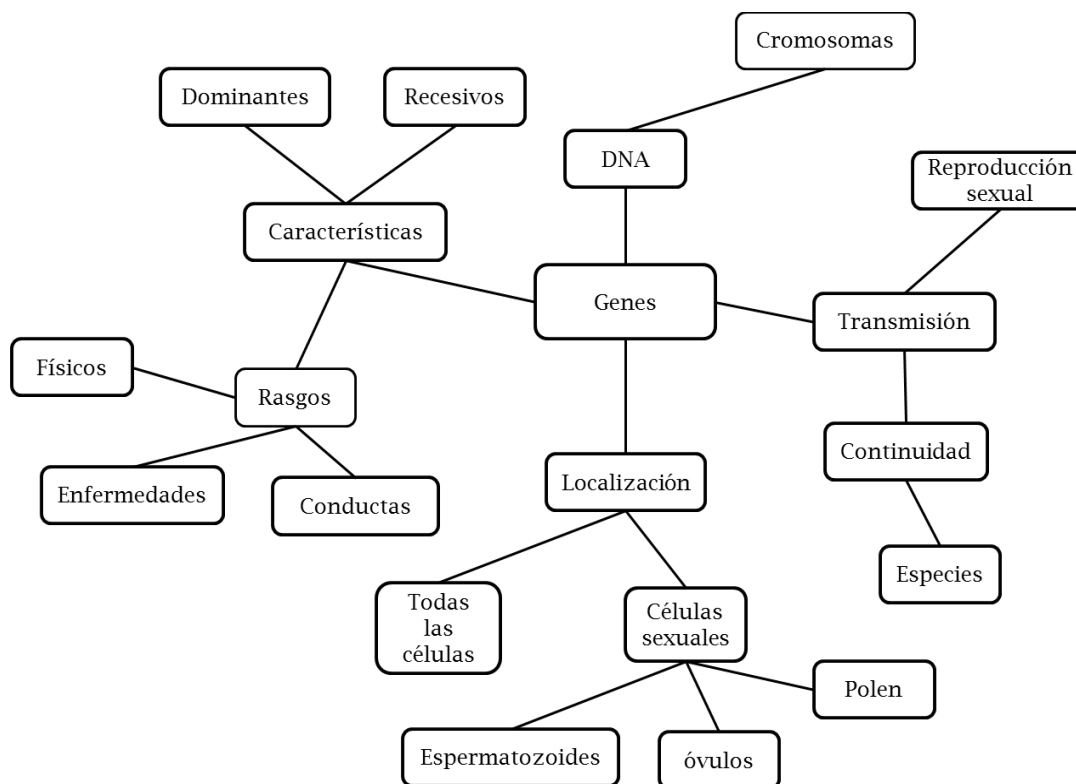 Cromosomas
Dominantes
Recesivos
DNA
Reproducción
sexual
Características
Genes
Transmisión
Físicos
Rasgos
Continuidad
Enfermedades
Conductas
Localización
Especies
Todas
las
células
Células
sexuales
Polen
Espermatozoides
óvulos